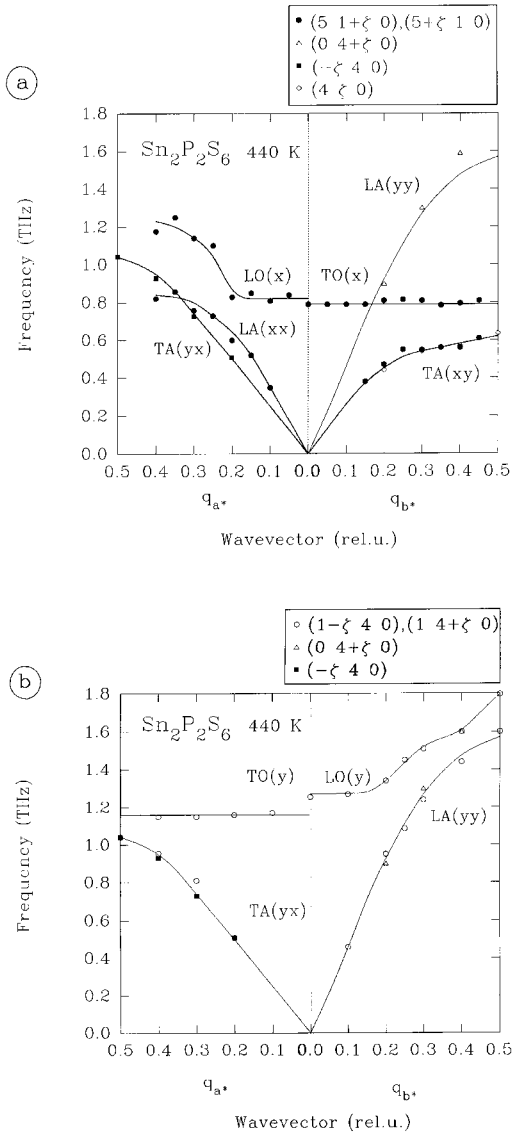 (5 1+ζ 0),(5+ζ 1 0)
(0 4+ζ 0)
(−ζ 4 0)
(4 ζ 0)
a
Sn2P2S6 440 K
LA(yy)
LO(x) TO(x)
LA(xx)
TA(yx)
TA(xy)
Frequency (THz)
1.8
1.6
1.4
1.2
1.0
0.8
0.6
0.4
0.2
0.0
0.5 0.4 0.3 0.2 0.1 0.0 0.1 0.2 0.3 0.4 0.5
qa* qb*
Wavevector (rel.u.)
(1−ζ 4 0),(1 4+ζ 0)
(0 4+ζ 0)
(−ζ 4 0)
b
Sn2P2S6 440 K
TO(y) LO(y)
LA(yy)
TA(yx)
Frequency (THz)
1.8
1.6
1.4
1.2
1.0
0.8
0.6
0.4
0.2
0.0
0.5 0.4 0.3 0.2 0.1 0.0 0.1 0.2 0.3 0.4 0.5
qa* qb*
Wavevector (rel.u.)